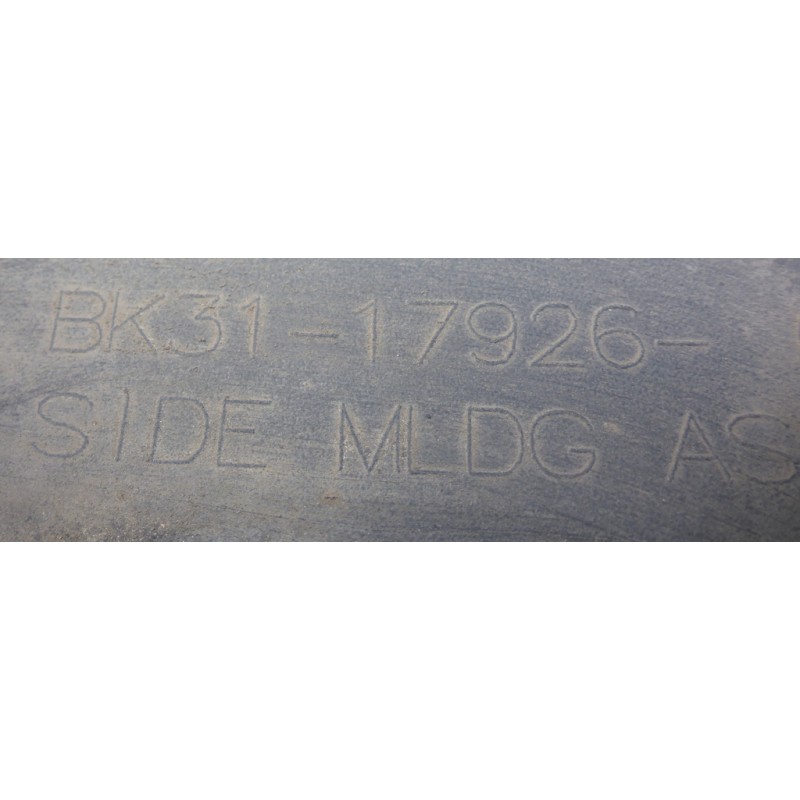 BK31-17926-
SIDE MLDG AS